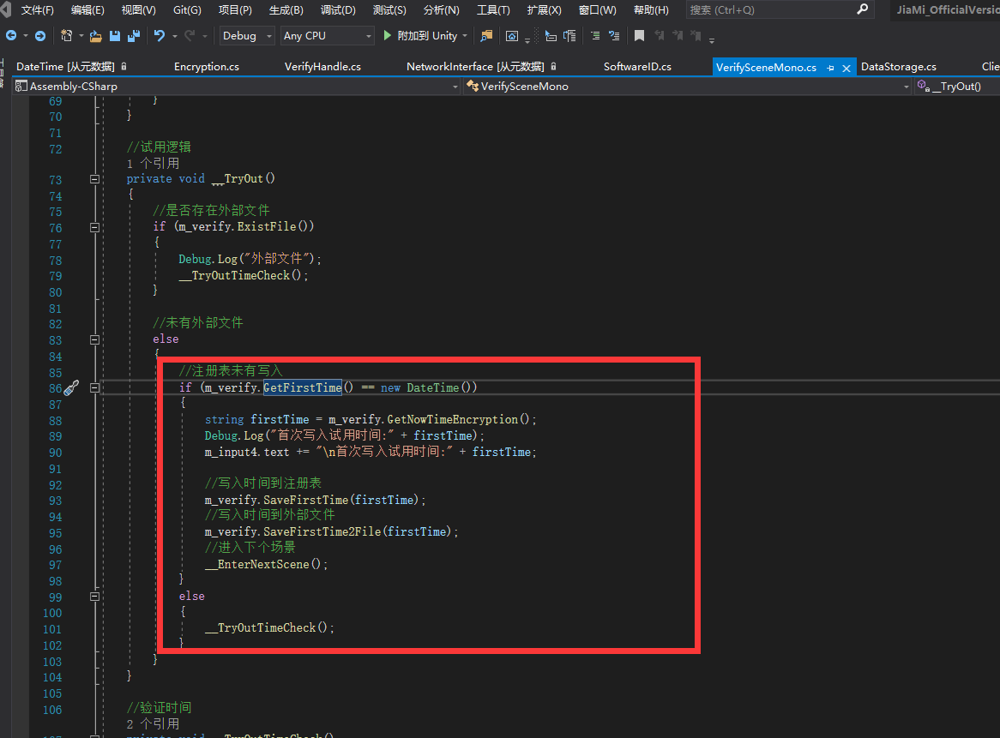 文件(F) 编辑(E) 视图(V) Git(G) 项目(P) 生成(B) 调试(D) 测试(S) 分析(N) 工具(T) 扩展(X) 窗口(W) 帮助(H) 搜索 (Ctrl+Q) JiaMi_OfficialVersio
Debug Any CPU 附加到 Unity
DateTime [从元数据] Encryption.cs VerifyHandle.cs NetworkInterface [从元数据] SoftwareID.cs VerifySceneMono.cs DataStorage.cs Clie
Assembly-CSharp VerifySceneMono __TryOut()
69 }
70 }
71
72 //试用逻辑
1 个引用
73 private void __TryOut()
74 {
75 //是否存在外部文件
76 if (m_verify.ExistFile())
77 {
78 Debug.Log("外部文件");
79 __TryOutTimeCheck();
80 }
81
82 //未有外部文件
83 else
84 {
85 //注册表未有写入
86 if (m_verify.GetFirstTime() == new DateTime())
87 {
88 string firstTime = m_verify.GetNowTimeEncryption();
89 Debug.Log("首次写入试用时间:" + firstTime);
90 m_input4.text += "\n首次写入试用时间:" + firstTime;
91
92 //写入时间到注册表
93 m_verify.SaveFirstTime(firstTime);
94 //写入时间到外部文件
95 m_verify.SaveFirstTime2File(firstTime);
96 //进入下个场景
97 __EnterNextScene();
98 }
99 else
100 {
101 __TryOutTimeCheck();
102 }
103 }
104 }
105
106 //验证时间
2 个引用
107 private void __TryOutTimeCheck()